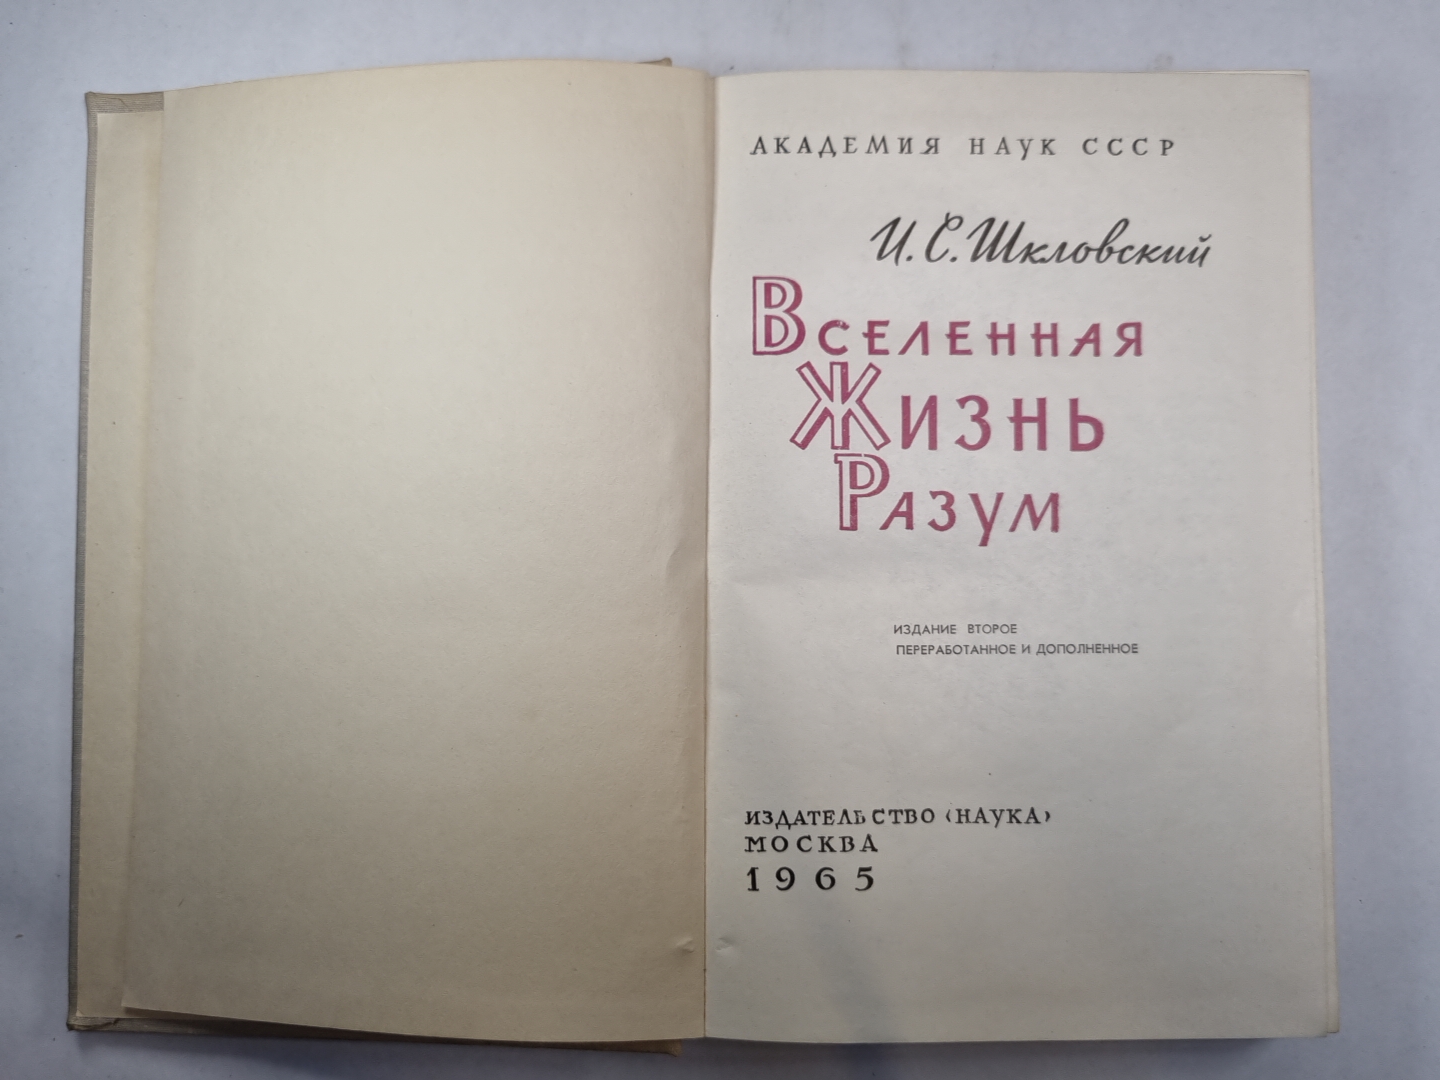 АКАДЕМИЯ НАУК СССР
И. С. Шкловский
ВСЕЛЕННАЯ
ЖИЗНЬ
РАЗУМ
ИЗДАНИЕ ВТОРОЕ
ПЕРЕРАБОТАННОЕ И ДОПОЛНЕННОЕ
ИЗДАТЕЛЬСТВО ‹НАУКА›
МОСКВА
1965